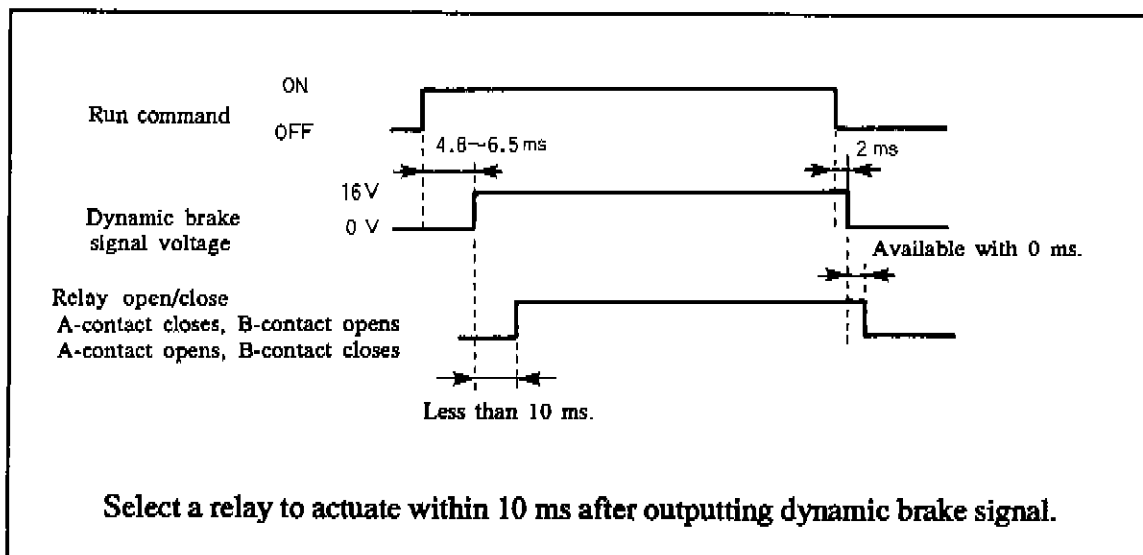 ON
Run command
OFF
4.8~6.5 ms
2 ms
16V
Dynamic brake
signal voltage
0 V
Available with 0 ms.
Relay open/close
A-contact closes, B-contact opens
A-contact opens, B-contact closes
Less than 10 ms.
Select a relay to actuate within 10 ms after outputting dynamic brake signal.